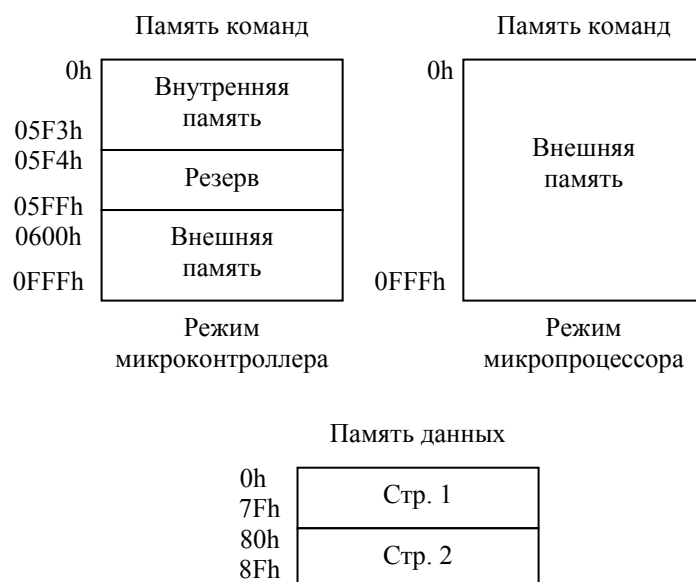 Память команд
0h
Внутренняя
память
05F3h
05F4h
Резерв
05FFh
0600h
Внешняя
память
0FFFh
Режим
микроконтроллера
Память команд
0h
Внешняя
память
0FFFh
Режим
микропроцессора
Память данных
0h
Стр. 1
7Fh
80h
Стр. 2
8Fh